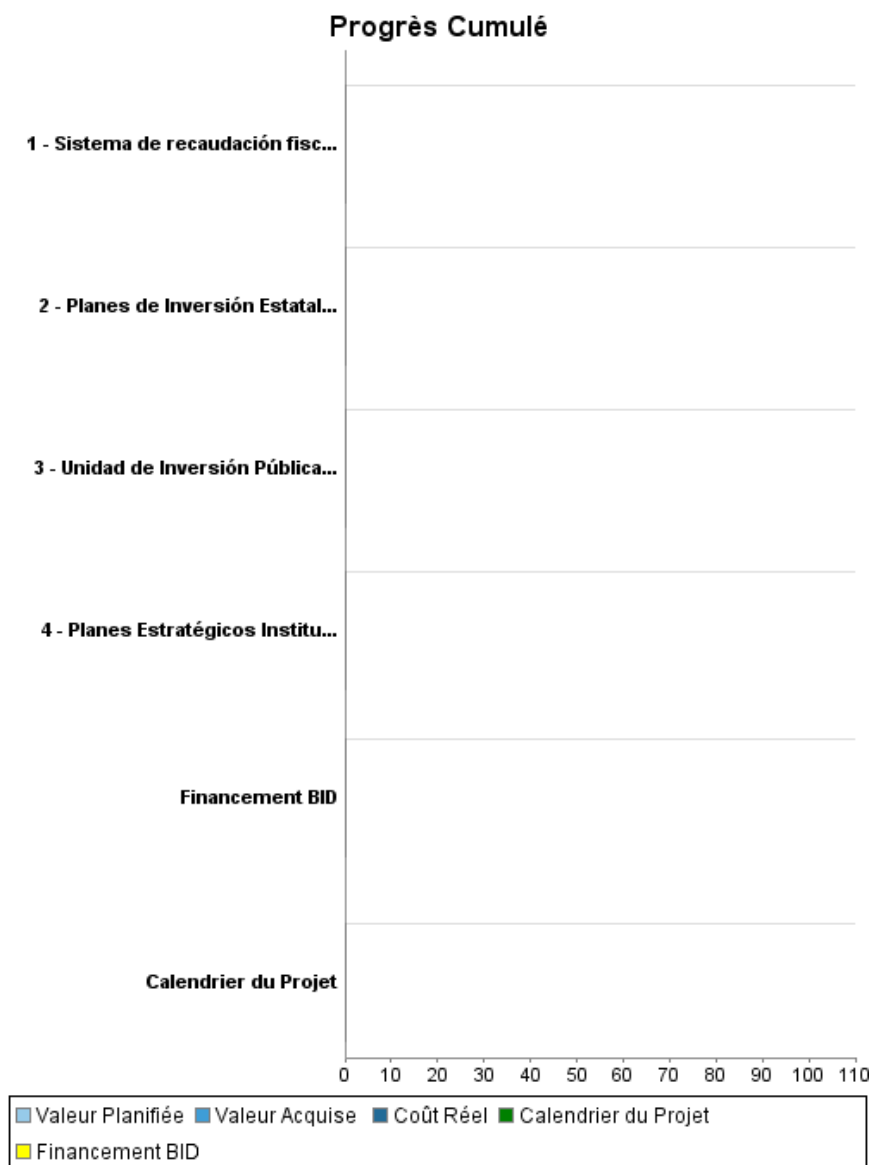 Progrès Cumulé
1 - Sistema de recaudación fisc...
2 - Planes de Inversión Estatal...
3 - Unidad de Inversión Pública...
4 - Planes Estratégicos Institu...
Financement BID
Calendrier du Projet
0 10 20 30 40 50 60 70 80 90 100 110
Valeur Planifiée Valeur Acquise Coût Réel Calendrier du Projet
Financement BID